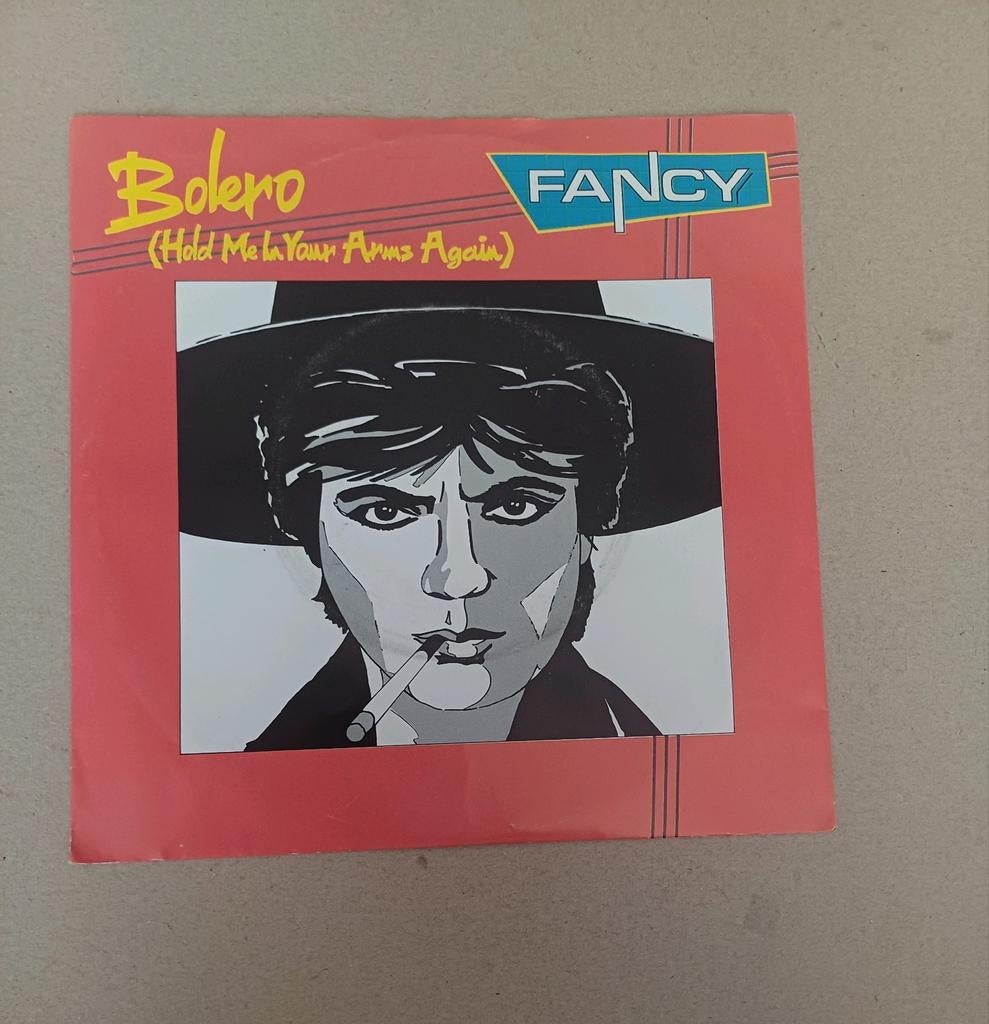 Bolero
(Hold Me In Your Arms Again)
FANCY